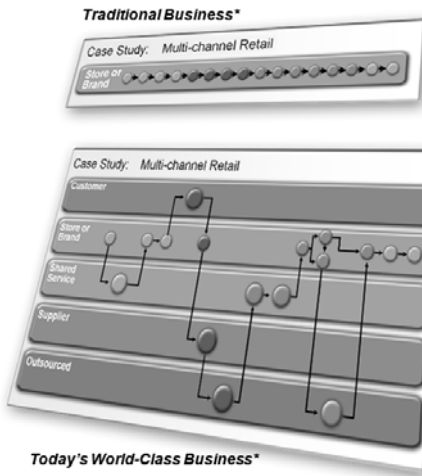 Traditional Business*
Case Study: Multi-channel Retail
Store or
Brand
Case Study: Multi-channel Retail
Customer
Store or
Brand
Shared
Service
Supplier
Outsourced
Today's World-Class Business*